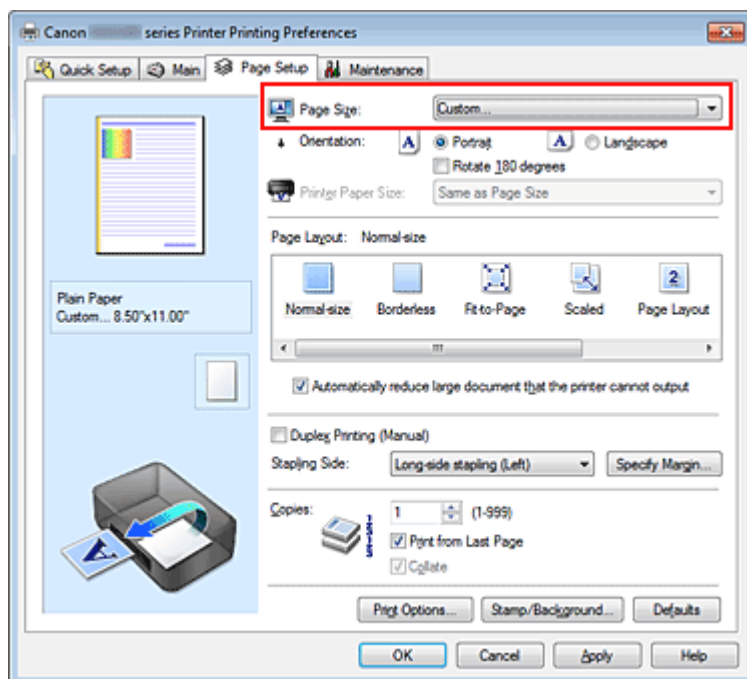 Canon series Printer Printing Preferences
Quick Setup Main Page Setup Maintenance
Page Size: Custom...
Orientation: A Portrait A Landscape
Rotate 180 degrees
Printer Paper Size: Same as Page Size
Page Layout: Normal-size
2
Normal-size Borderless Fit-to-Page Scaled Page Layout
Plain Paper
Custom... 8.50"x11.00"
Automatically reduce large document that the printer cannot output
Duplex Printing (Manual)
Stapling Side: Long-side stapling (Left) Specify Margin...
Copies: 1 (1-999)
Print from Last Page
Collate
A
Print Options... Stamp/Background... Defaults
OK Cancel Apply Help